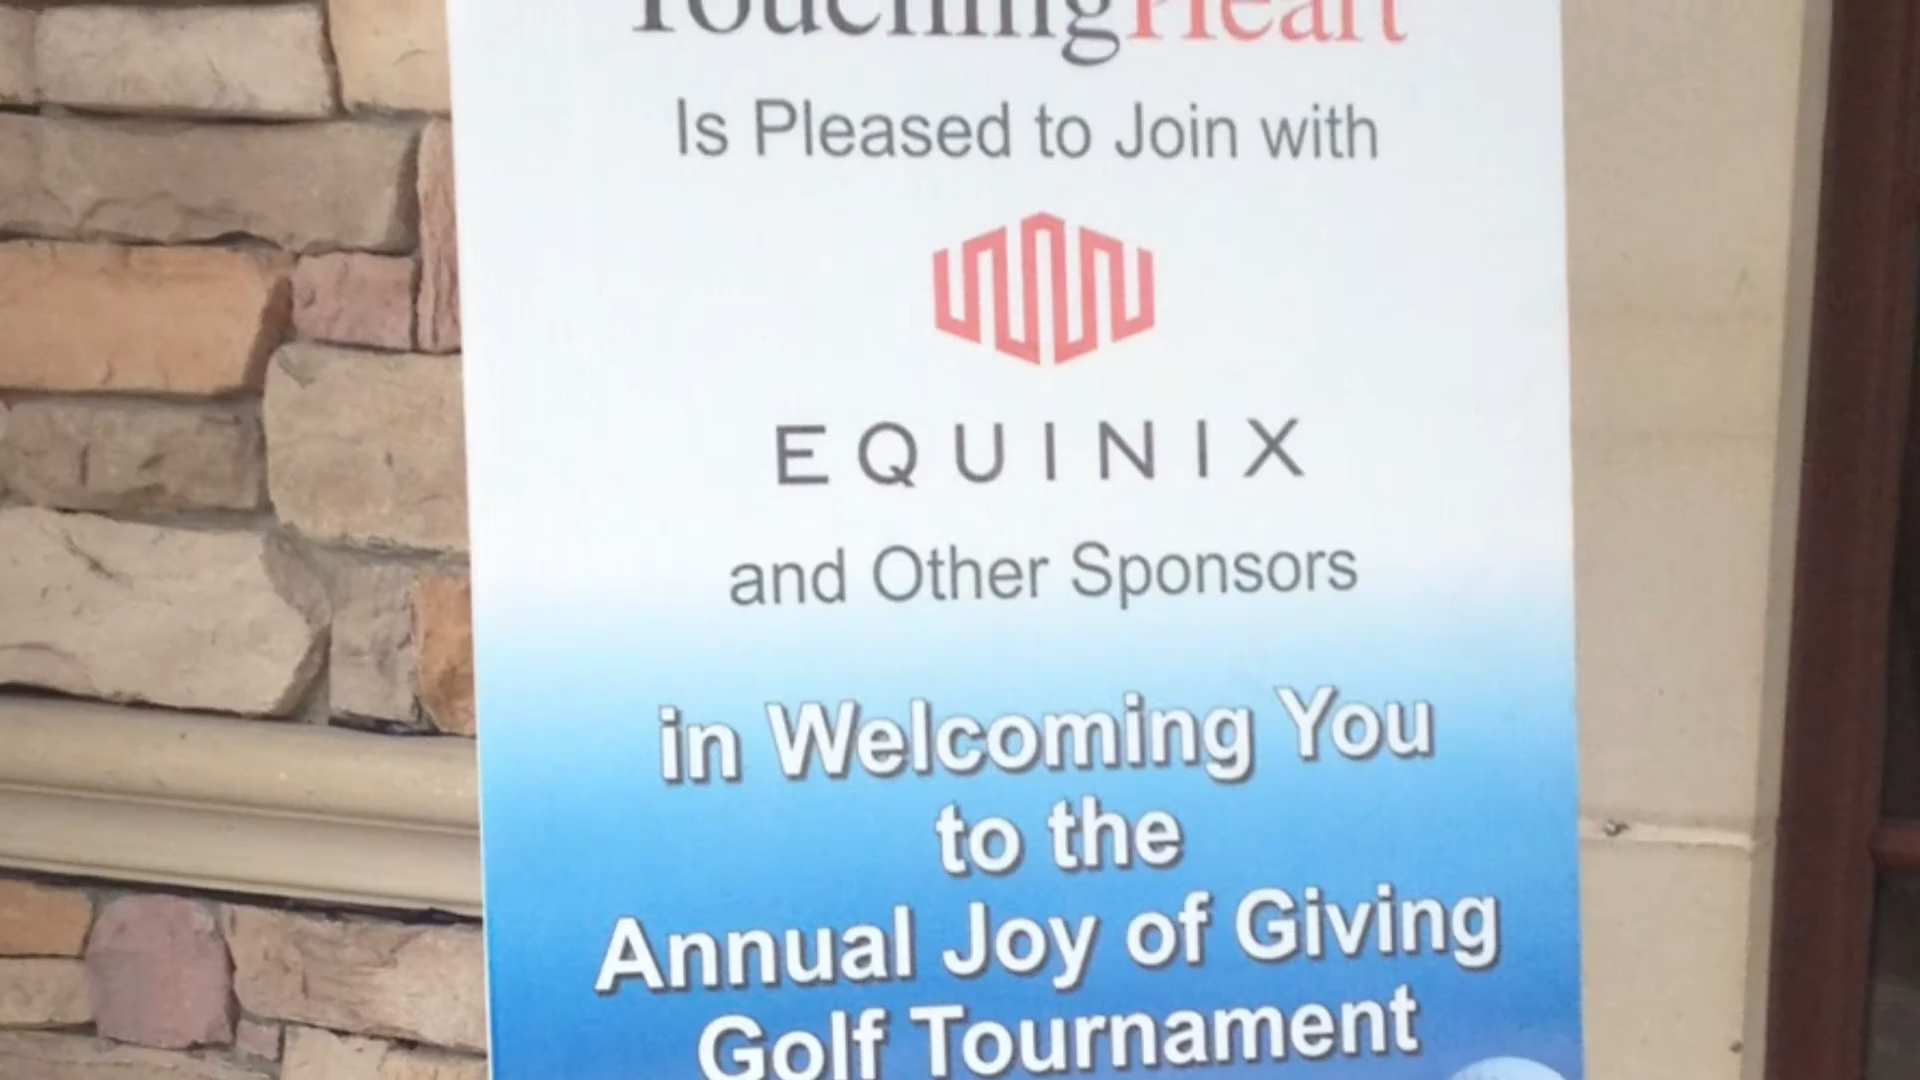 TouchingHeart
Is Pleased to Join with
EQUINIX
and Other Sponsors
in Welcoming You
to the
Annual Joy of Giving
Golf Tournament